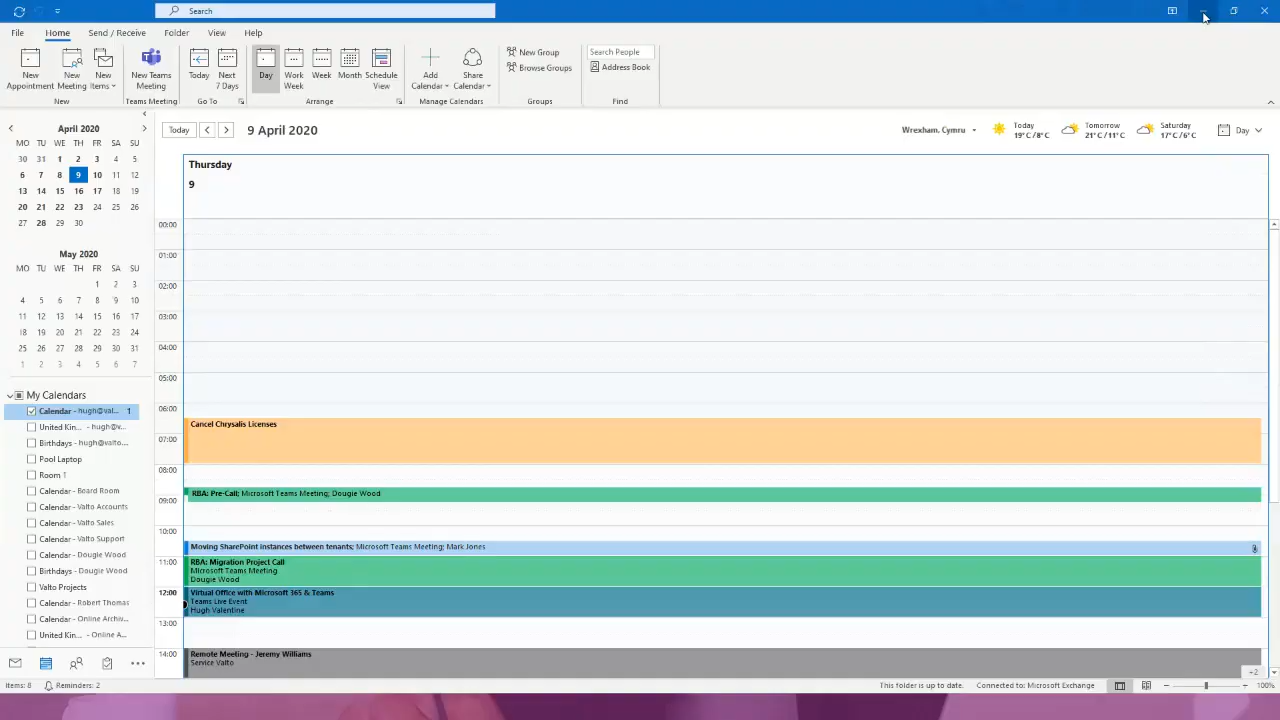 Search
File Home Send / Receive Folder View Help
New Appointment
New Meeting
New Items
New Teams Meeting
Today
Next 7 Days
Day
Work Week
Week
Month
Schedule View
Add Calendar
Share Calendar
New Group
Browse Groups
Search People
Address Book
New
Teams Meeting
Go To
Arrange
Manage Calendars
Groups
Find
April 2020
MO TU WE TH FR SA SU
30 31 1 2 3 4 5
6 7 8 9 10 11 12
13 14 15 16 17 18 19
20 21 22 23 24 25 26
27 28 29 30
May 2020
MO TU WE TH FR SA SU
1 2 3
4 5 6 7 8 9 10
11 12 13 14 15 16 17
18 19 20 21 22 23 24
25 26 27 28 29 30 31
1 2 3 4 5 6 7
My Calendars
Calendar - hugh@val... 1
United Kin... - hugh@v...
Birthdays - hugh@valto...
Pool Laptop
Room 1
Calendar - Board Room
Calendar - Valto Accounts
Calendar - Valto Sales
Calendar - Valto Support
Calendar - Dougie Wood
Birthdays - Dougie Wood
Valto Projects
Calendar - Robert Thomas
Calendar - Online Archiv...
United Kin... - Online A...
Today 9 April 2020
Wrexham, Cymru
Today
19°C/8°C
Tomorrow
21°C/11°C
Saturday
17°C/6°C
Day
Thursday
9
00:00
01:00
02:00
03:00
04:00
05:00
06:00
Cancel Chrysalis Licenses
07:00
08:00
RBA: Pre-Call; Microsoft Teams Meeting; Dougie Wood
09:00
10:00
Moving SharePoint instances between tenants; Microsoft Teams Meeting; Mark Jones
11:00
RBA: Migration Project Call
Microsoft Teams Meeting
Dougie Wood
12:00
Virtual Office with Microsoft 365 & Teams
Teams Live Event
Hugh Valentine
13:00
14:00
Remote Meeting - Jeremy Williams
Service Valto
+2
Items: 8 Reminders: 2
This folder is up to date. Connected to: Microsoft Exchange 100%